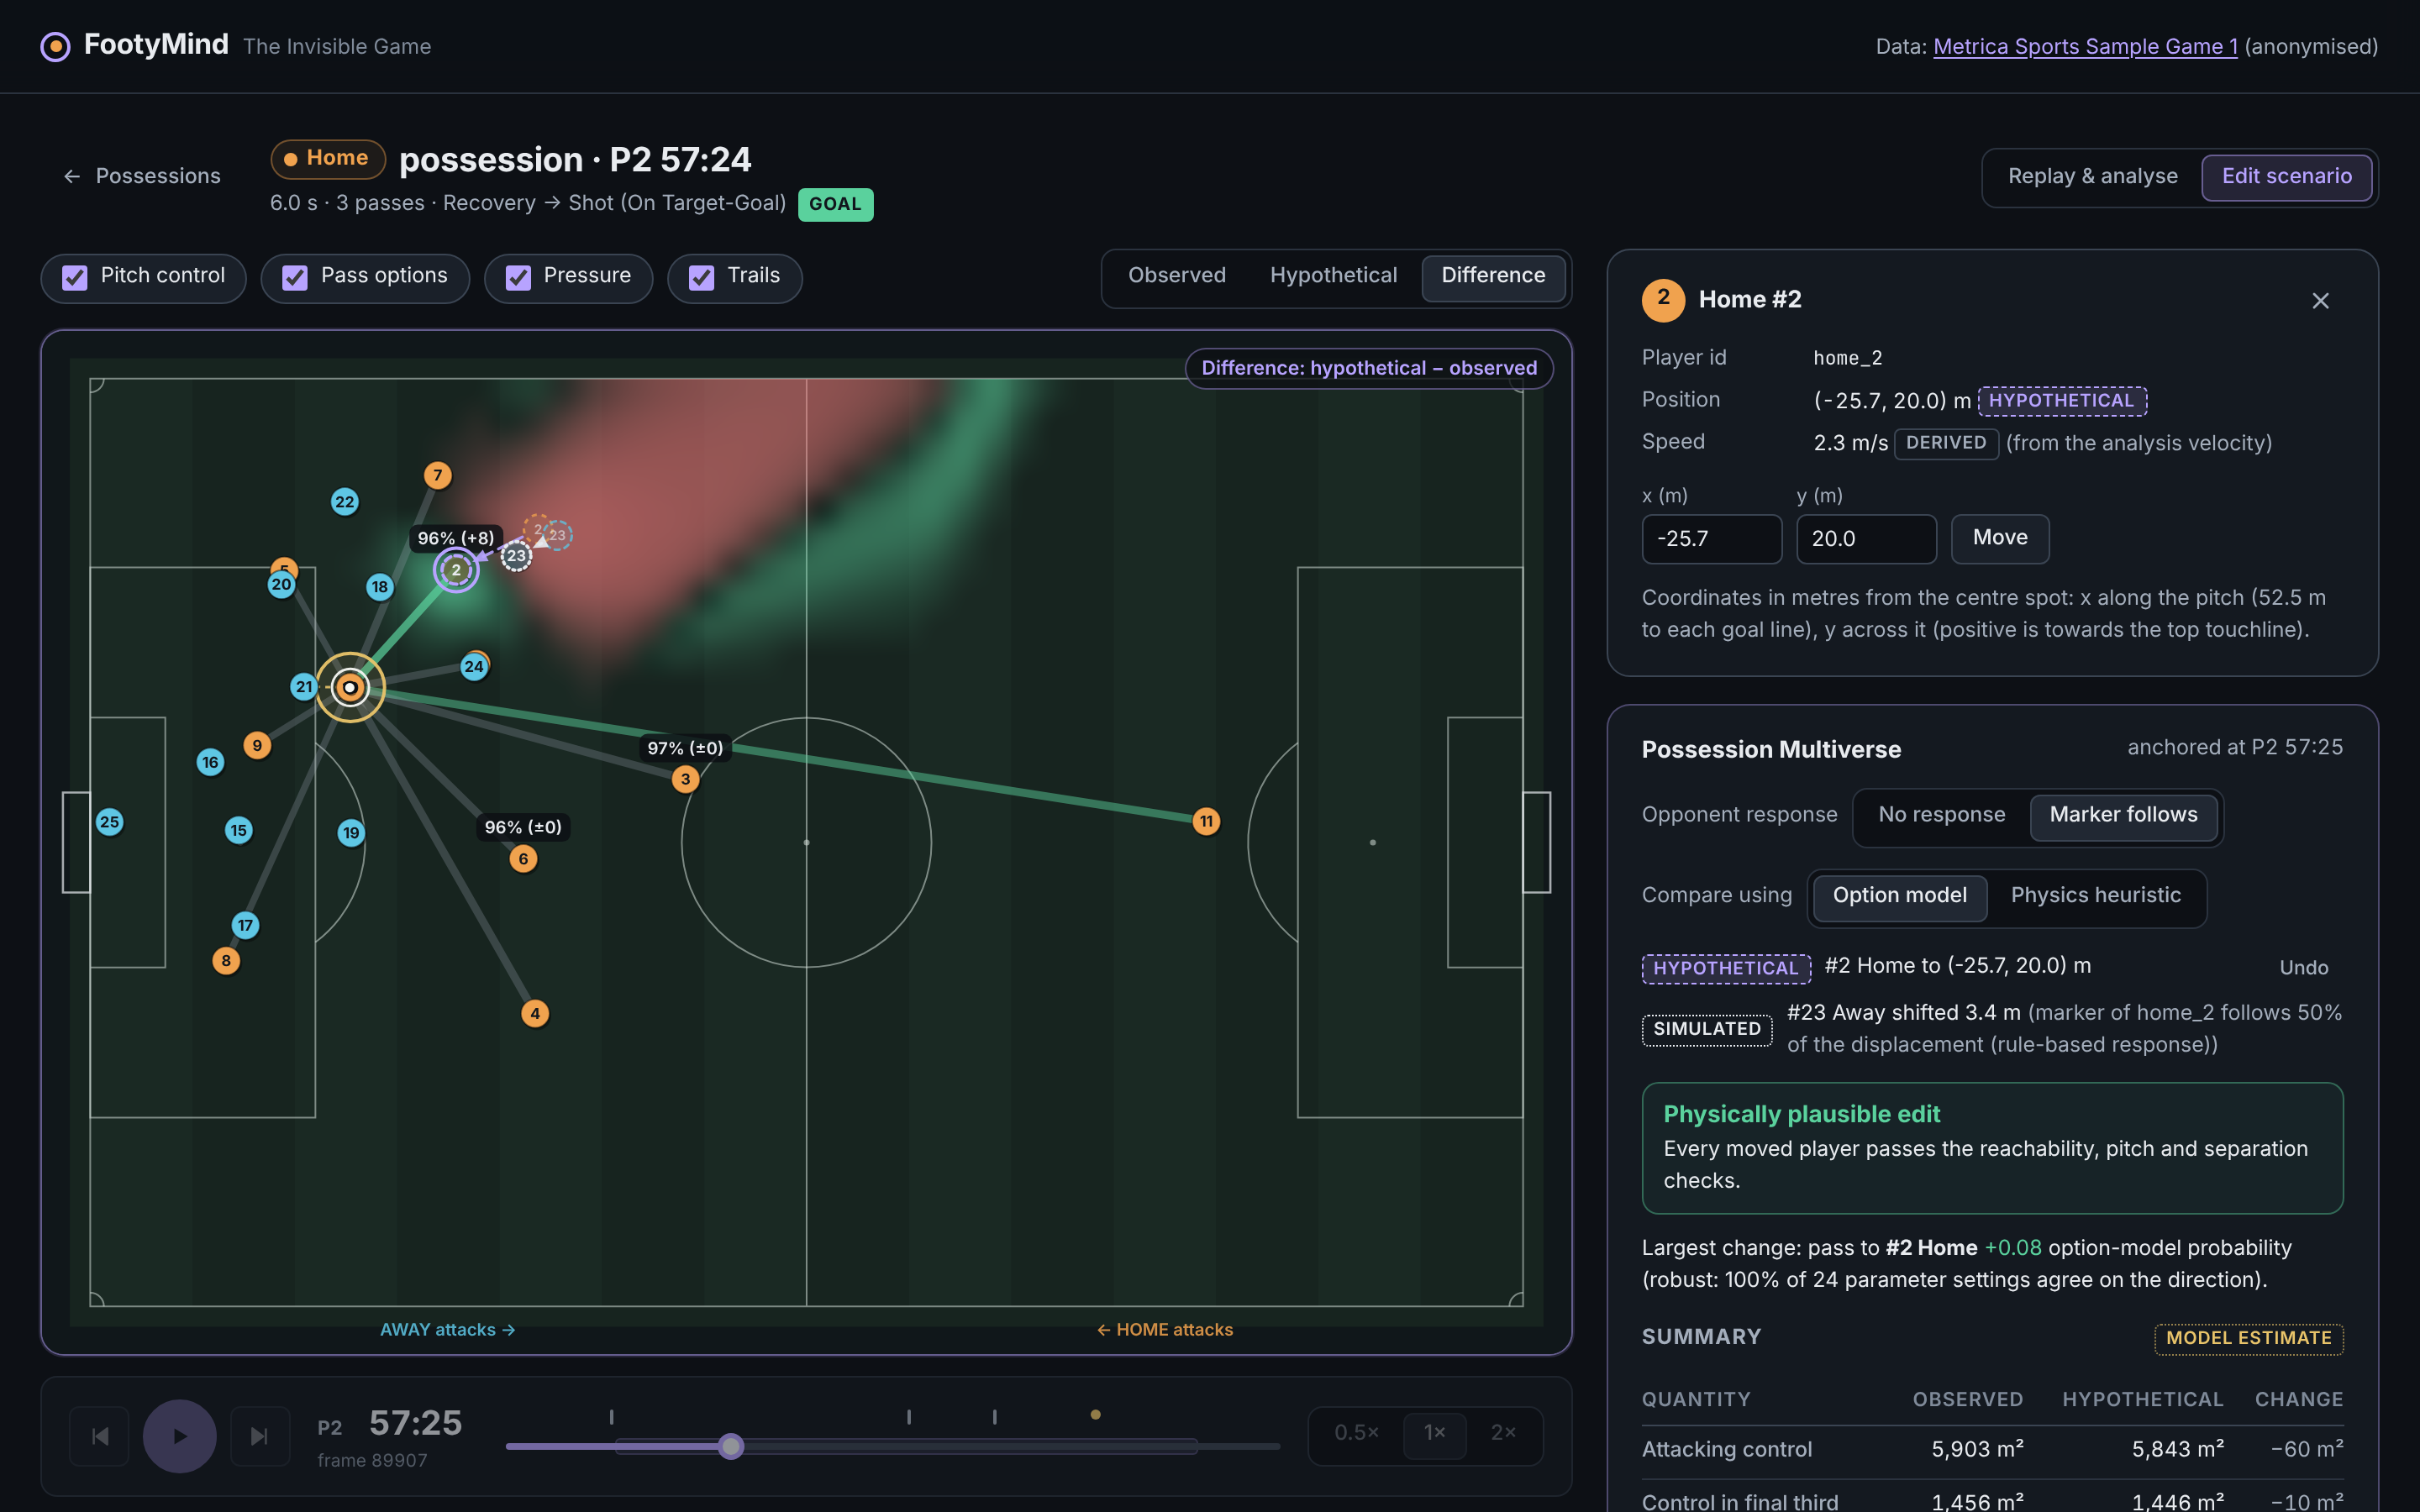 FootyMind The Invisible Game
Data: Metrica Sports Sample Game 1 (anonymised)
← Possessions
Home possession · P2 57:24
6.0 s · 3 passes · Recovery → Shot (On Target-Goal) GOAL
Replay & analyse Edit scenario
Pitch control Pass options Pressure Trails
Observed Hypothetical Difference
Difference: hypothetical – observed
7
22
96% (+8)
2 23
23
2
5
20
18
24
21
9
16
97% (±0)
3
11
25
15
19
96% (±0)
6
17
8
4
AWAY attacks →
← HOME attacks
P2 57:25
frame 89907
0.5× 1× 2×
2 Home #2
Player id home_2
Position (-25.7, 20.0) m HYPOTHETICAL
Speed 2.3 m/s DERIVED (from the analysis velocity)
x (m) y (m)
-25.7 20.0 Move
Coordinates in metres from the centre spot: x along the pitch (52.5 m
to each goal line), y across it (positive is towards the top touchline).
Possession Multiverse anchored at P2 57:25
Opponent response No response Marker follows
Compare using Option model Physics heuristic
HYPOTHETICAL #2 Home to (-25.7, 20.0) m Undo
SIMULATED #23 Away shifted 3.4 m (marker of home_2 follows 50%
of the displacement (rule-based response))
Physically plausible edit
Every moved player passes the reachability, pitch and separation
checks.
Largest change: pass to #2 Home +0.08 option-model probability
(robust: 100% of 24 parameter settings agree on the direction).
SUMMARY MODEL ESTIMATE
QUANTITY OBSERVED HYPOTHETICAL CHANGE
Attacking control 5,903 m² 5,843 m² −60 m²
Control in final third 1,456 m² 1,446 m² −10 m²